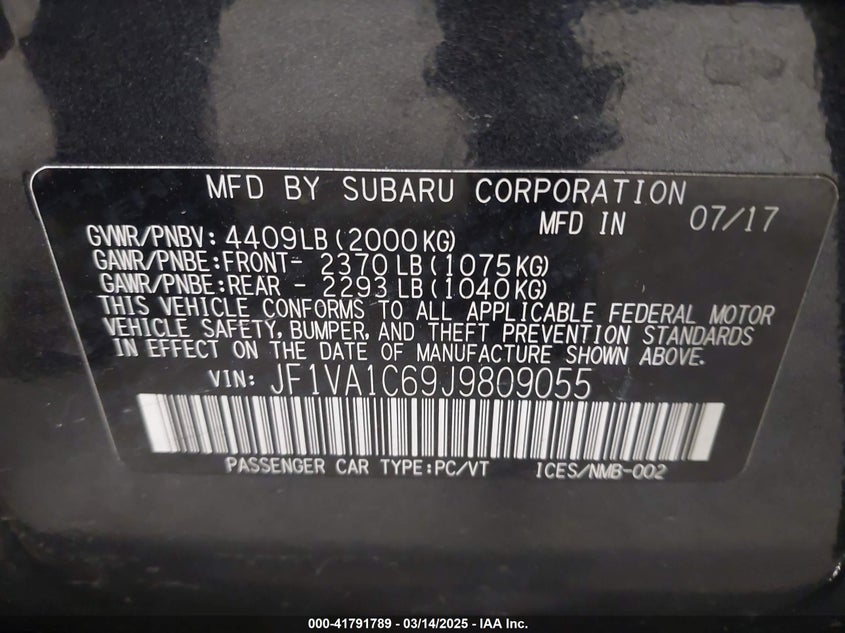 MFD BY SUBARU CORPORATION
MFD IN 07/17
GVWR/PNBV: 4409LB(2000KG)
GAWR/PNBE:FRONT- 2370 LB(1075KG)
GAWR/PNBE:REAR - 2293 LB(1040KG)
THIS VEHICLE CONFORMS TO ALL APPLICABLE FEDERAL MOTOR
VEHICLE SAFETY, BUMPER, AND THEFT PREVENTION STANDARDS
IN EFFECT ON THE DATE OF MANUFACTURE SHOWN ABOVE.
VIN: JF1VA1C69J9809055
PASSENGER CAR TYPE:PC/VT ICES/NMB-002
000-41791789 - 03/14/2025 - IAA Inc.